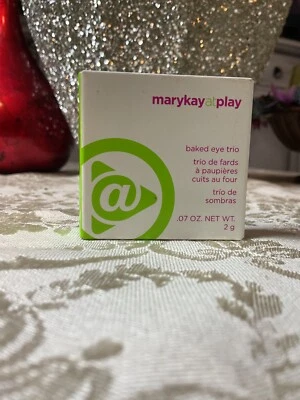 marykayatplay
baked eye trio
trio de fards
à paupières
cuits au four
trio de
sombras
.07 OZ. NET WT.
2 g
@